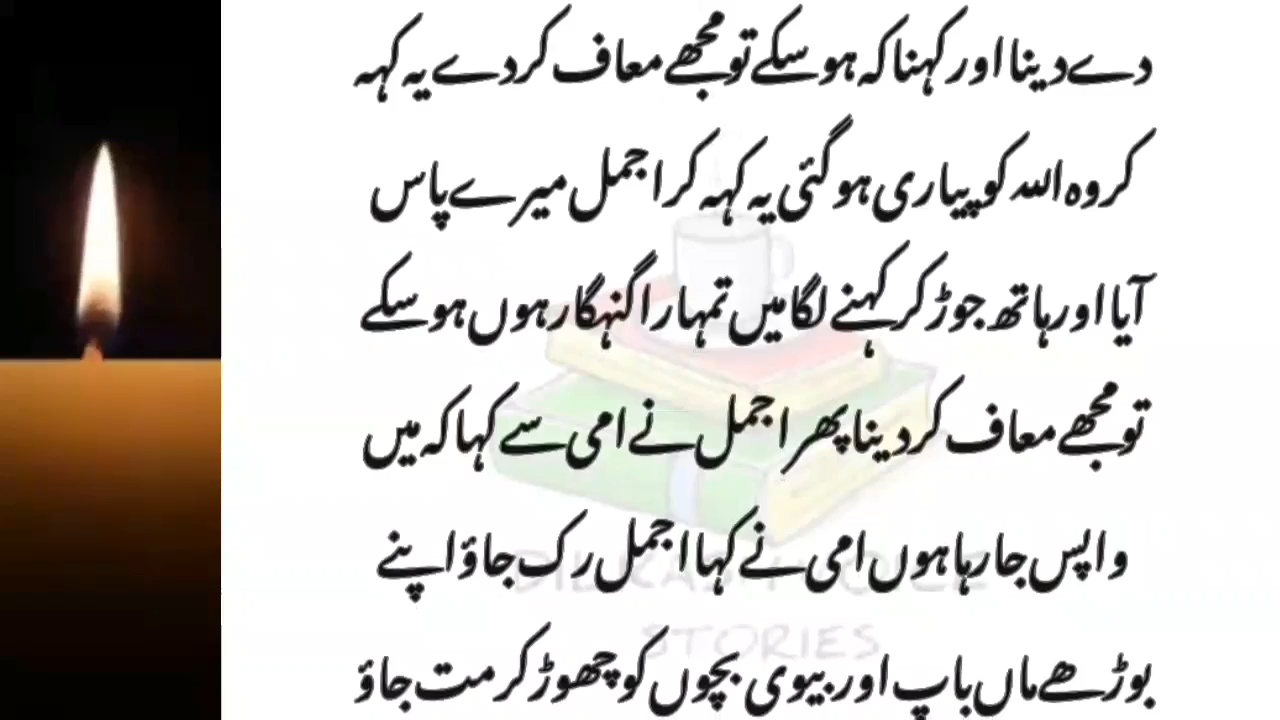 دے دینا اور کہنا کہ ہو سکے تو مجھے معاف کر دے یہ کہہ
کر وہ اللہ کو پیاری ہو گئی یہ کہہ کر اجمل میرے پاس
آیا اور ہاتھ جوڑ کر کہنے لگا میں تمہارا گنہگار ہوں ہو سکے
تو مجھے معاف کر دینا پھر اجمل نے امی سے کہا کہ میں
واپس جا رہا ہوں امی نے کہا اجمل رک جاؤ اپنے
STORIES
بوڑھے ماں باپ اور بیوی بچوں کو چھوڑ کر مت جاؤ